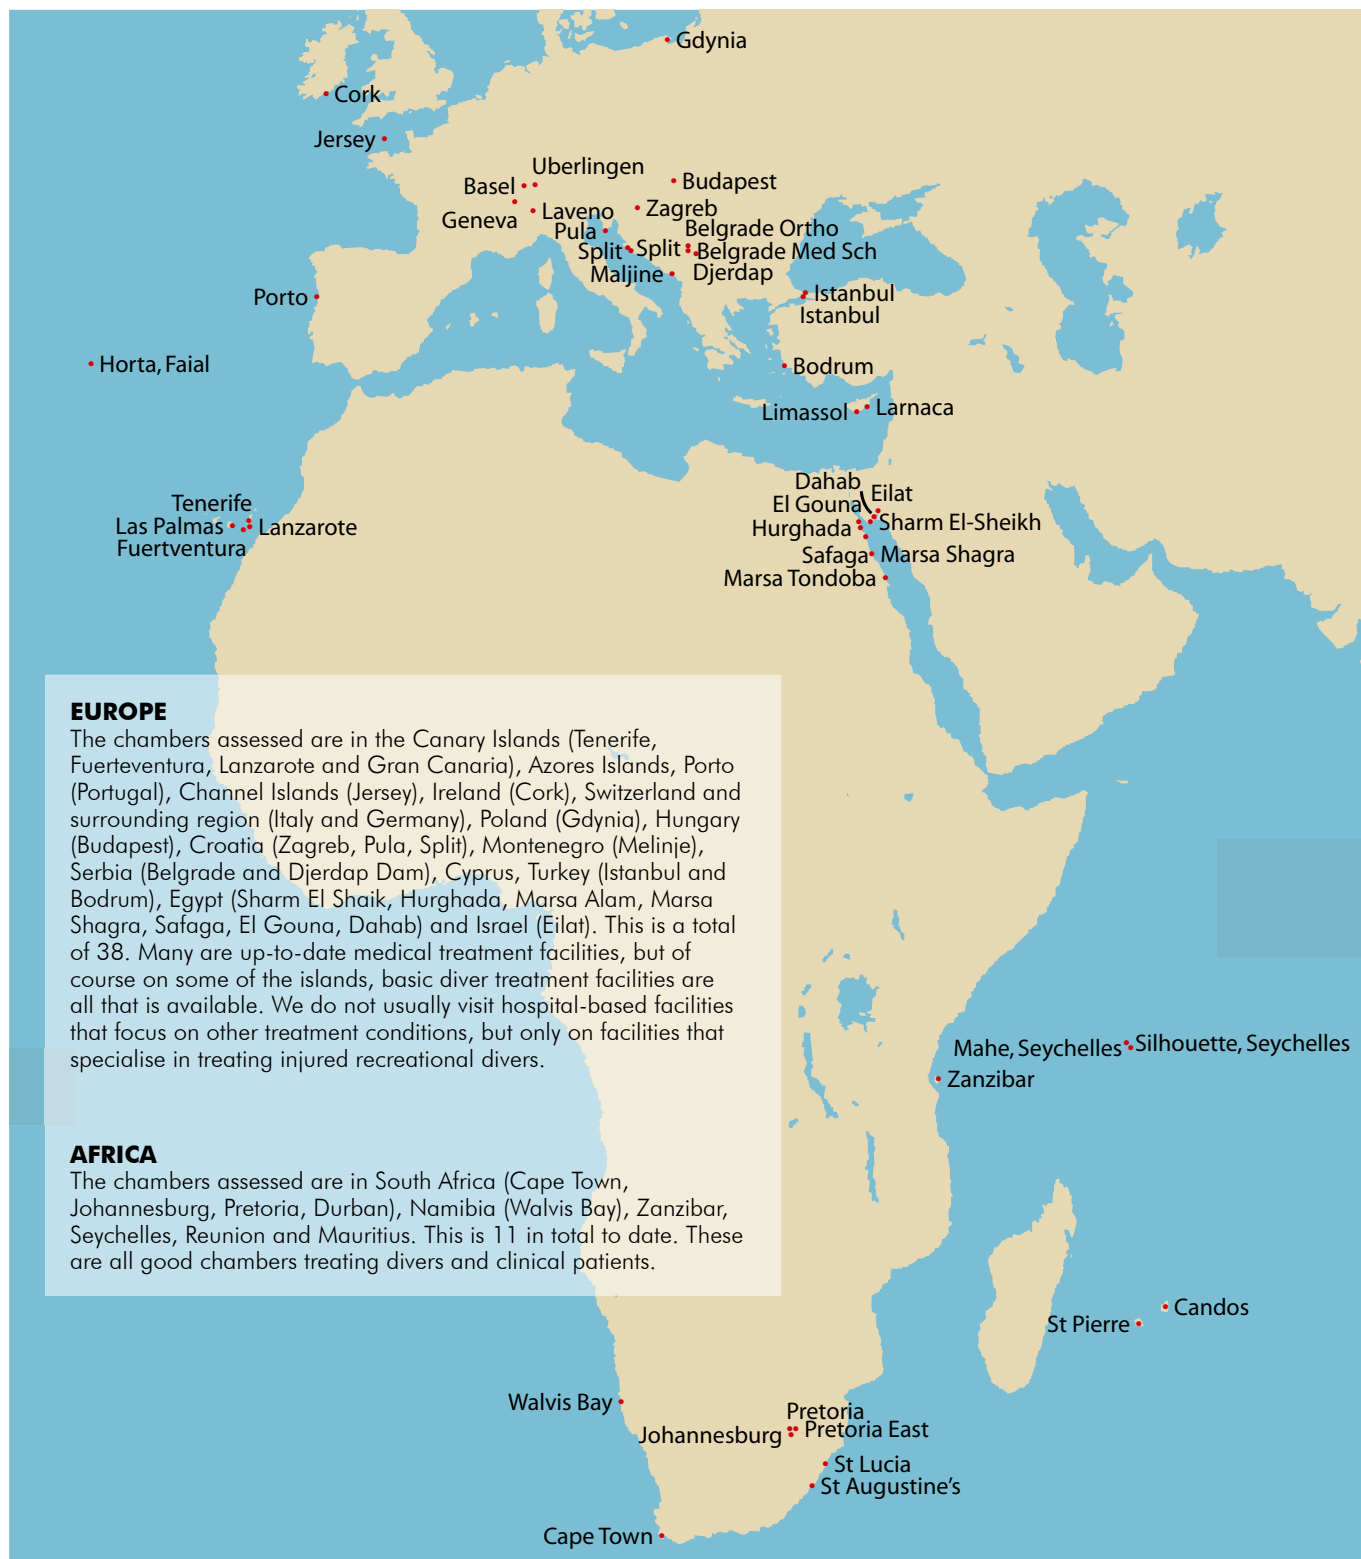 Gdynia
Cork
Jersey
Uberlingen
Basel
Budapest
Geneva
Laveno
Zagreb
Pula
Belgrade Ortho
Split
Split
Belgrade Med Sch
Maljine
Djerdap
Porto
Istanbul
Istanbul
Horta, Faial
Bodrum
Limassol
Larnaca
Dahab
Eilat
El Gouna
Tenerife
Las Palmas
Lanzarote
Fuertventura
Hurghada
Sharm El-Sheikh
Safaga
Marsa Shagra
Marsa Tondoba
EUROPE
The chambers assessed are in the Canary Islands (Tenerife,
Fuerteventura, Lanzarote and Gran Canaria), Azores Islands, Porto
(Portugal), Channel Islands (Jersey), Ireland (Cork), Switzerland and
surrounding region (Italy and Germany), Poland (Gdynia), Hungary
(Budapest), Croatia (Zagreb, Pula, Split), Montenegro (Melinje),
Serbia (Belgrade and Djerdap Dam), Cyprus, Turkey (Istanbul and
Bodrum), Egypt (Sharm El Shaik, Hurghada, Marsa Alam, Marsa
Shagra, Safaga, El Gouna, Dahab) and Israel (Eilat). This is a total
of 38. Many are up-to-date medical treatment facilities, but of
course on some of the islands, basic diver treatment facilities are
all that is available. We do not usually visit hospital-based facilities
that focus on other treatment conditions, but only on facilities that
specialise in treating injured recreational divers.
Mahe, Seychelles
Silhouette, Seychelles
Zanzibar
AFRICA
The chambers assessed are in South Africa (Cape Town,
Johannesburg, Pretoria, Durban), Namibia (Walvis Bay), Zanzibar,
Seychelles, Reunion and Mauritius. This is 11 in total to date. These
are all good chambers treating divers and clinical patients.
Candos
St Pierre
Walvis Bay
Pretoria
Pretoria East
Johannesburg
St Lucia
St Augustine's
Cape Town